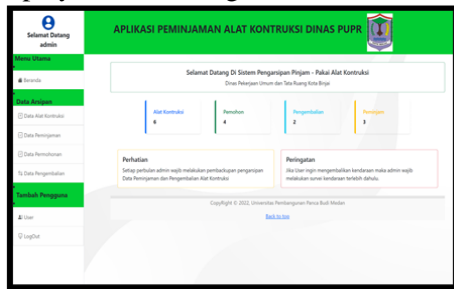 Selamat Datang
admin
Menu Utama
Beranda
Data Arsipan
Data Alat Kontruksi
Data Peminjaman
Data Permohonan
Data Pengembalian
Tambah Pengguna
User
LogOut
APLIKASI PEMINJAMAN ALAT KONTRUKSI DINAS PUPR
Selamat Datang Di Sistem Pengarsipan Pinjam - Pakai Alat Kontruksi
Dinas Pekerjaan Umum dan Tata Ruang Kota Binjai
Alat Kontruksi
6
Pemohon
4
Pengembalian
2
3
Perhatian
Setiap perbulan admin wajib melakukan pembackupan pengarsipan
Data Peminjaman dan Pengembalian Alat Kontruksi
Peringatan
Jika User ingin mengembalikan kendaraan maka admin wajib
melakukan survei kendaraan terlebih dahulu.
CopyRight © 2022, Universitas Pembangunan Panca Budi Medan
Back to top